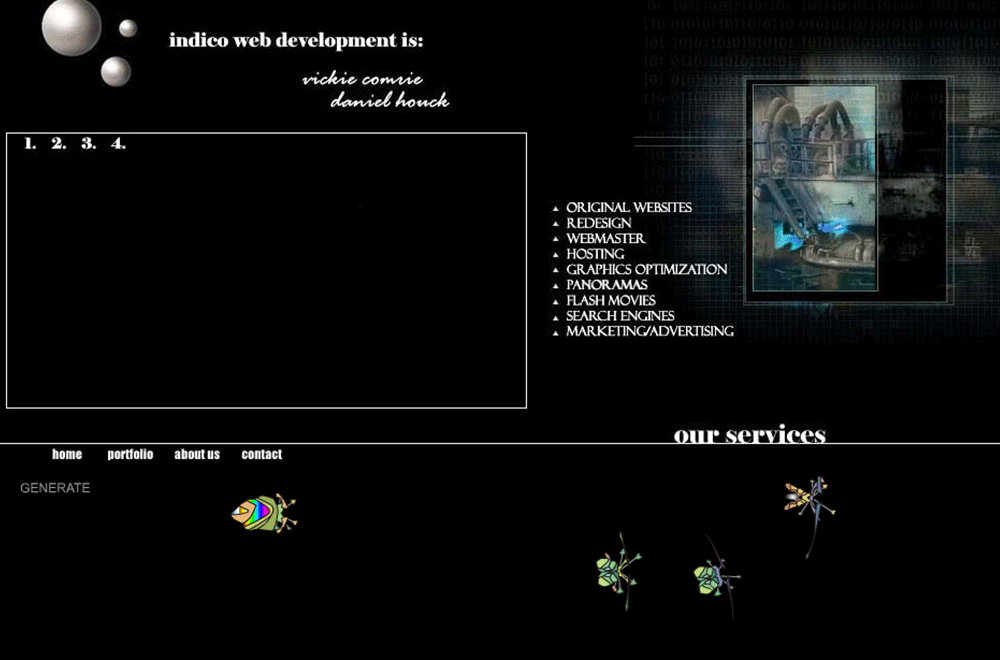 indico web development is:
vickie comrie
daniel houck
1. 2. 3. 4.
ORIGINAL WEBSITES
REDESIGN
WEBMASTER
HOSTING
GRAPHICS OPTIMIZATION
PANORAMAS
FLASH MOVIES
SEARCH ENGINES
MARKETING/ADVERTISING
our services
home portfolio about us contact
GENERATE